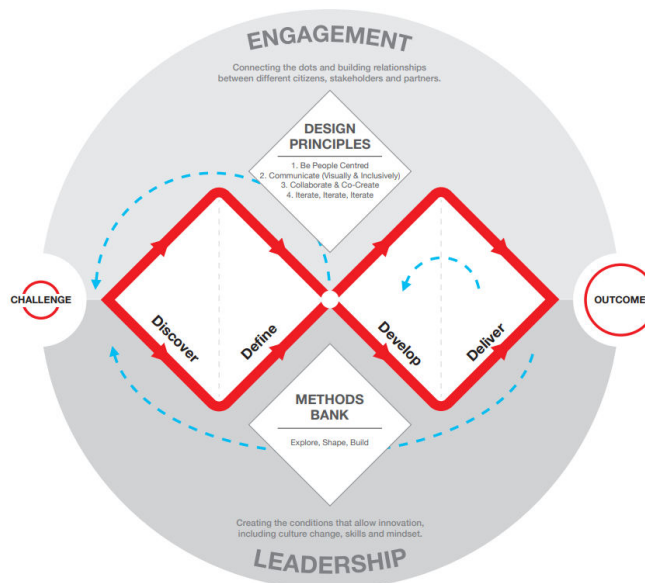 ENGAGEMENT
Connecting the dots and building relationships
between different citizens, stakeholders and partners.
DESIGN
PRINCIPLES
1. Be People Centred
2. Communicate (Visually & Inclusively)
3. Collaborate & Co-Create
4. Iterate, Iterate, Iterate
CHALLENGE
OUTCOME
Discover
Define
Develop
Deliver
METHODS
BANK
Explore, Shape, Build
Creating the conditions that allow innovation,
including culture change, skills and mindset.
LEADERSHIP